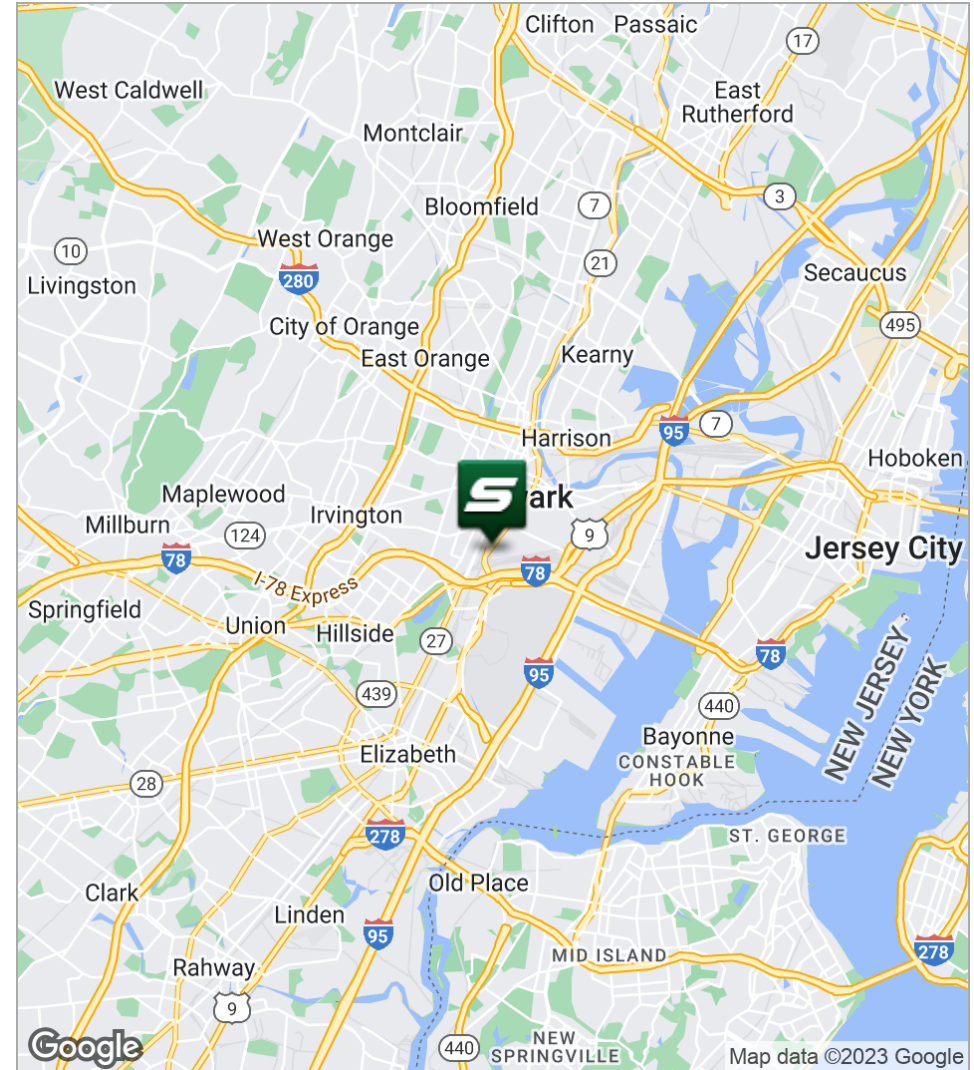 Clifton
Passaic
17
West Caldwell
East
Rutherford
Montclair
3
Bloomfield
7
10
West Orange
21
280
Secaucus
Livingston
City of Orange
495
East Orange
Kearny
95
7
Harrison
Hoboken
S
ark
Maplewood
Irvington
Millburn
124
9
78
78
Jersey City
I-78 Express
Springfield
Union
Hillside
27
78
95
NEW JERSEY
NEW YORK
439
440
Bayonne
Elizabeth
CONSTABLE
HOOK
28
278
ST. GEORGE
Old Place
Clark
Linden
95
MID ISLAND
278
Rahway
9
Google
440
NEW
SPRINGVILLE
Map data ©2023 Google